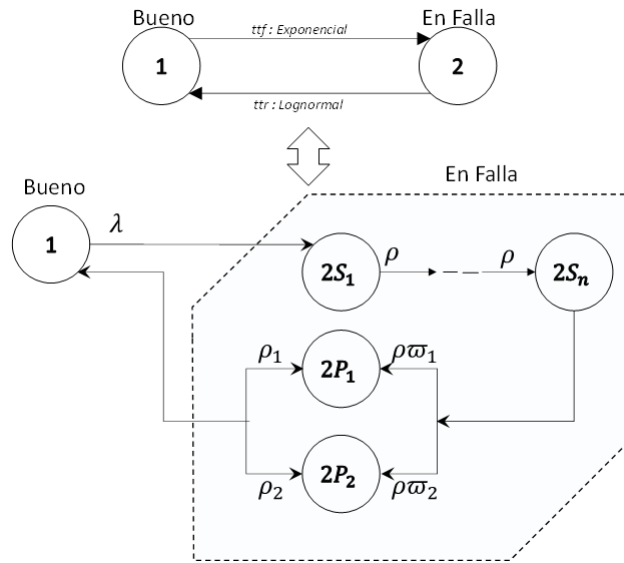 Bueno
En Falla
ttf : Exponencial
1
2
ttr : Lognormal
Bueno
En Falla
1
λ
2S₁
ρ
ρ
2Sₙ
ρ₁
2P₁
ρϖ₁
ρ₂
2P₂
ρϖ₂